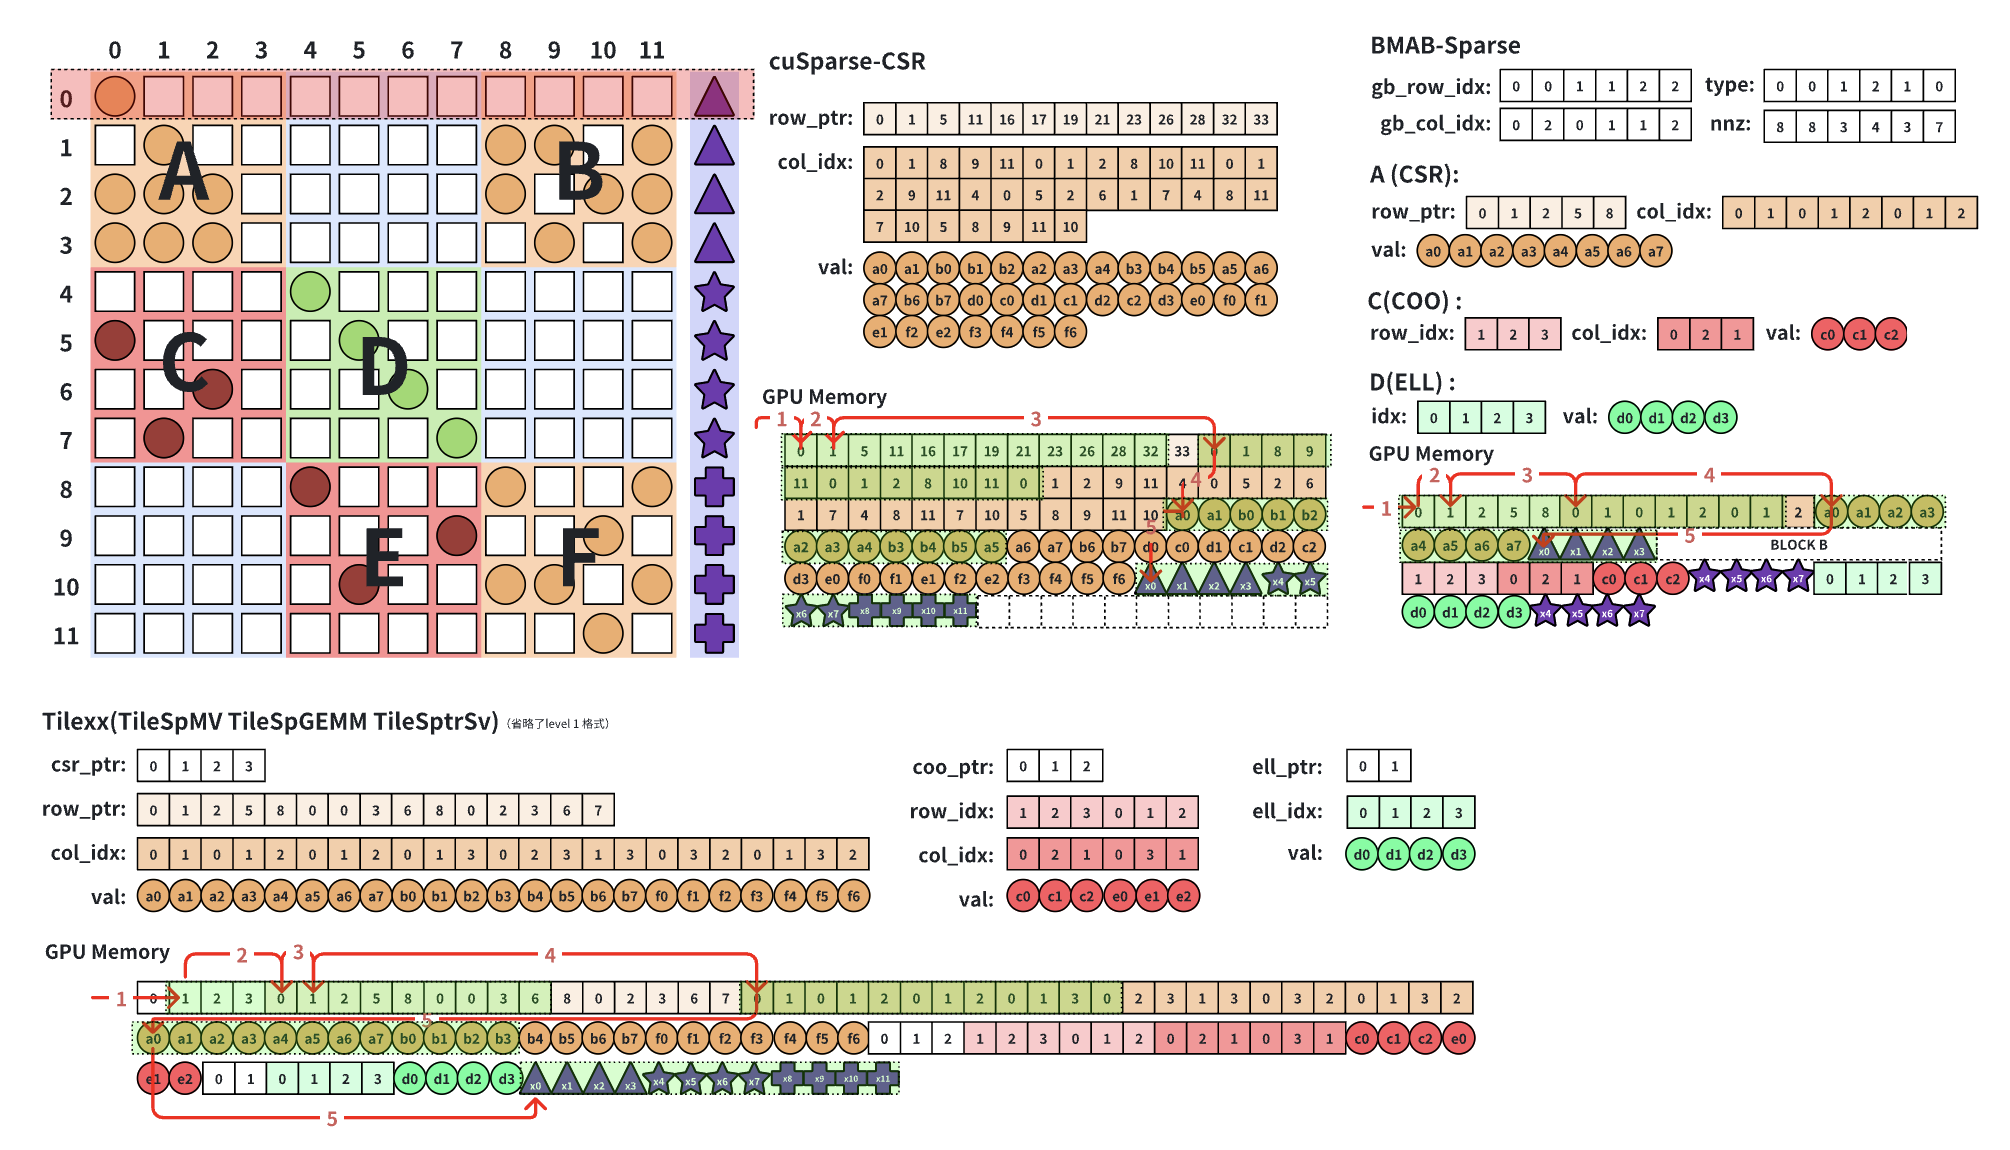 0 1 2 3 4 5 6 7 8 9 10 11
0
1
2
3
4
5
6
7
8
9
10
11
A
B
C
D
E
F
cuSparse-CSR
row_ptr: 0 1 5 11 16 17 19 21 23 26 28 32 33
col_idx: 0 1 8 9 11 0 1 2 8 10 11 0 1
2 9 11 4 0 5 2 6 1 7 4 8 11
7 10 5 8 9 11 10
val: a0 a1 b0 b1 b2 a2 a3 a4 b3 b4 b5 a5 a6
a7 b6 b7 d0 c0 d1 c1 d2 c2 d3 e0 f0 f1
e1 f2 e2 f3 f4 f5 f6
GPU Memory
1 2 3
0 1 5 11 16 17 19 21 23 26 28 32 33 0 1 8 9
11 0 1 2 8 10 11 0 1 2 9 11 4 0 5 2 6
4
1 7 4 8 11 7 10 5 8 9 11 10 a0 a1 b0 b1 b2
5
a2 a3 a4 b3 b4 b5 a5 a6 a7 b6 b7 d0 c0 d1 c1 d2 c2
d3 e0 f0 f1 e1 f2 e2 f3 f4 f5 f6 x0 x1 x2 x3 x4 x5
x6 x7 x8 x9 x10 x11
BMAB-Sparse
gb_row_idx: 0 0 1 1 2 2 type: 0 0 1 2 1 0
gb_col_idx: 0 2 0 1 1 2 nnz: 8 8 3 4 3 7
A (CSR):
row_ptr: 0 1 2 5 8 col_idx: 0 1 0 1 2 0 1 2
val: a0 a1 a2 a3 a4 a5 a6 a7
C(COO) :
row_idx: 1 2 3 col_idx: 0 2 1 val: c0 c1 c2
D(ELL) :
idx: 0 1 2 3 val: d0 d1 d2 d3
GPU Memory
2 3 4
1 0 1 2 5 8 0 1 0 1 2 0 1 2 a0 a1 a2 a3
5
a4 a5 a6 a7 x0 x1 x2 x3 BLOCK B
1 2 3 0 2 1 c0 c1 c2 x4 x5 x6 x7 0 1 2 3
d0 d1 d2 d3 x4 x5 x6 x7
Tilexx(TileSpMV TileSpGEMM TileSptrSv) (省略了level 1 格式)
csr_ptr: 0 1 2 3
row_ptr: 0 1 2 5 8 0 0 3 6 8 0 2 3 6 7
col_idx: 0 1 0 1 2 0 1 2 0 1 3 0 2 3 1 3 0 3 2 0 1 3 2
val: a0 a1 a2 a3 a4 a5 a6 a7 b0 b1 b2 b3 b4 b5 b6 b7 f0 f1 f2 f3 f4 f5 f6
coo_ptr: 0 1 2
row_idx: 1 2 3 0 1 2
col_idx: 0 2 1 0 3 1
val: c0 c1 c2 e0 e1 e2
ell_ptr: 0 1
ell_idx: 0 1 2 3
val: d0 d1 d2 d3
GPU Memory
2 3 4
1 0 1 2 3 0 1 2 5 8 0 0 3 6 8 0 2 3 6 7 0 1 0 1 2 0 1 2 0 1 3 0 2 3 1 3 0 3 2 0 1 3 2
5
a0 a1 a2 a3 a4 a5 a6 a7 b0 b1 b2 b3 b4 b5 b6 b7 f0 f1 f2 f3 f4 f5 f6 0 1 2 1 2 3 0 1 2 0 2 1 0 3 1 c0 c1 c2 e0
e1 e2 0 1 0 1 2 3 d0 d1 d2 d3 x0 x1 x2 x3 x4 x5 x6 x7 x8 x9 x10 x11
5